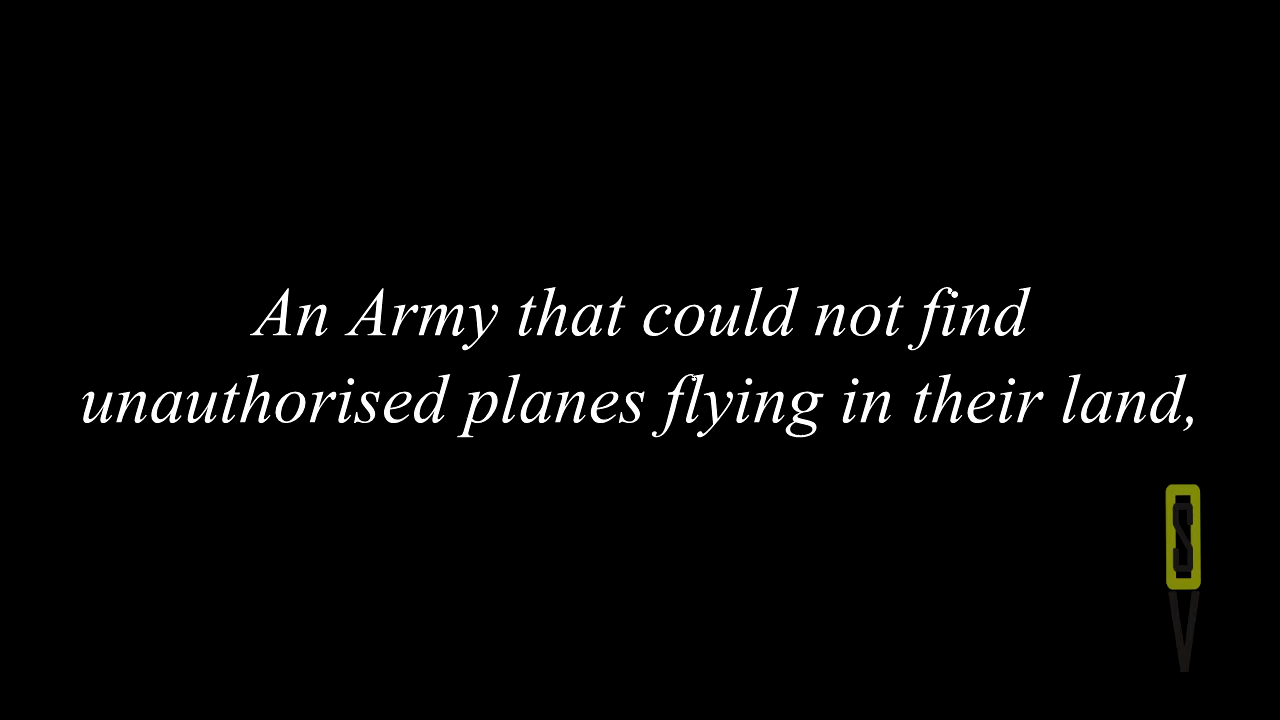 An Army that could not find
unauthorised planes flying in their land,
S
V